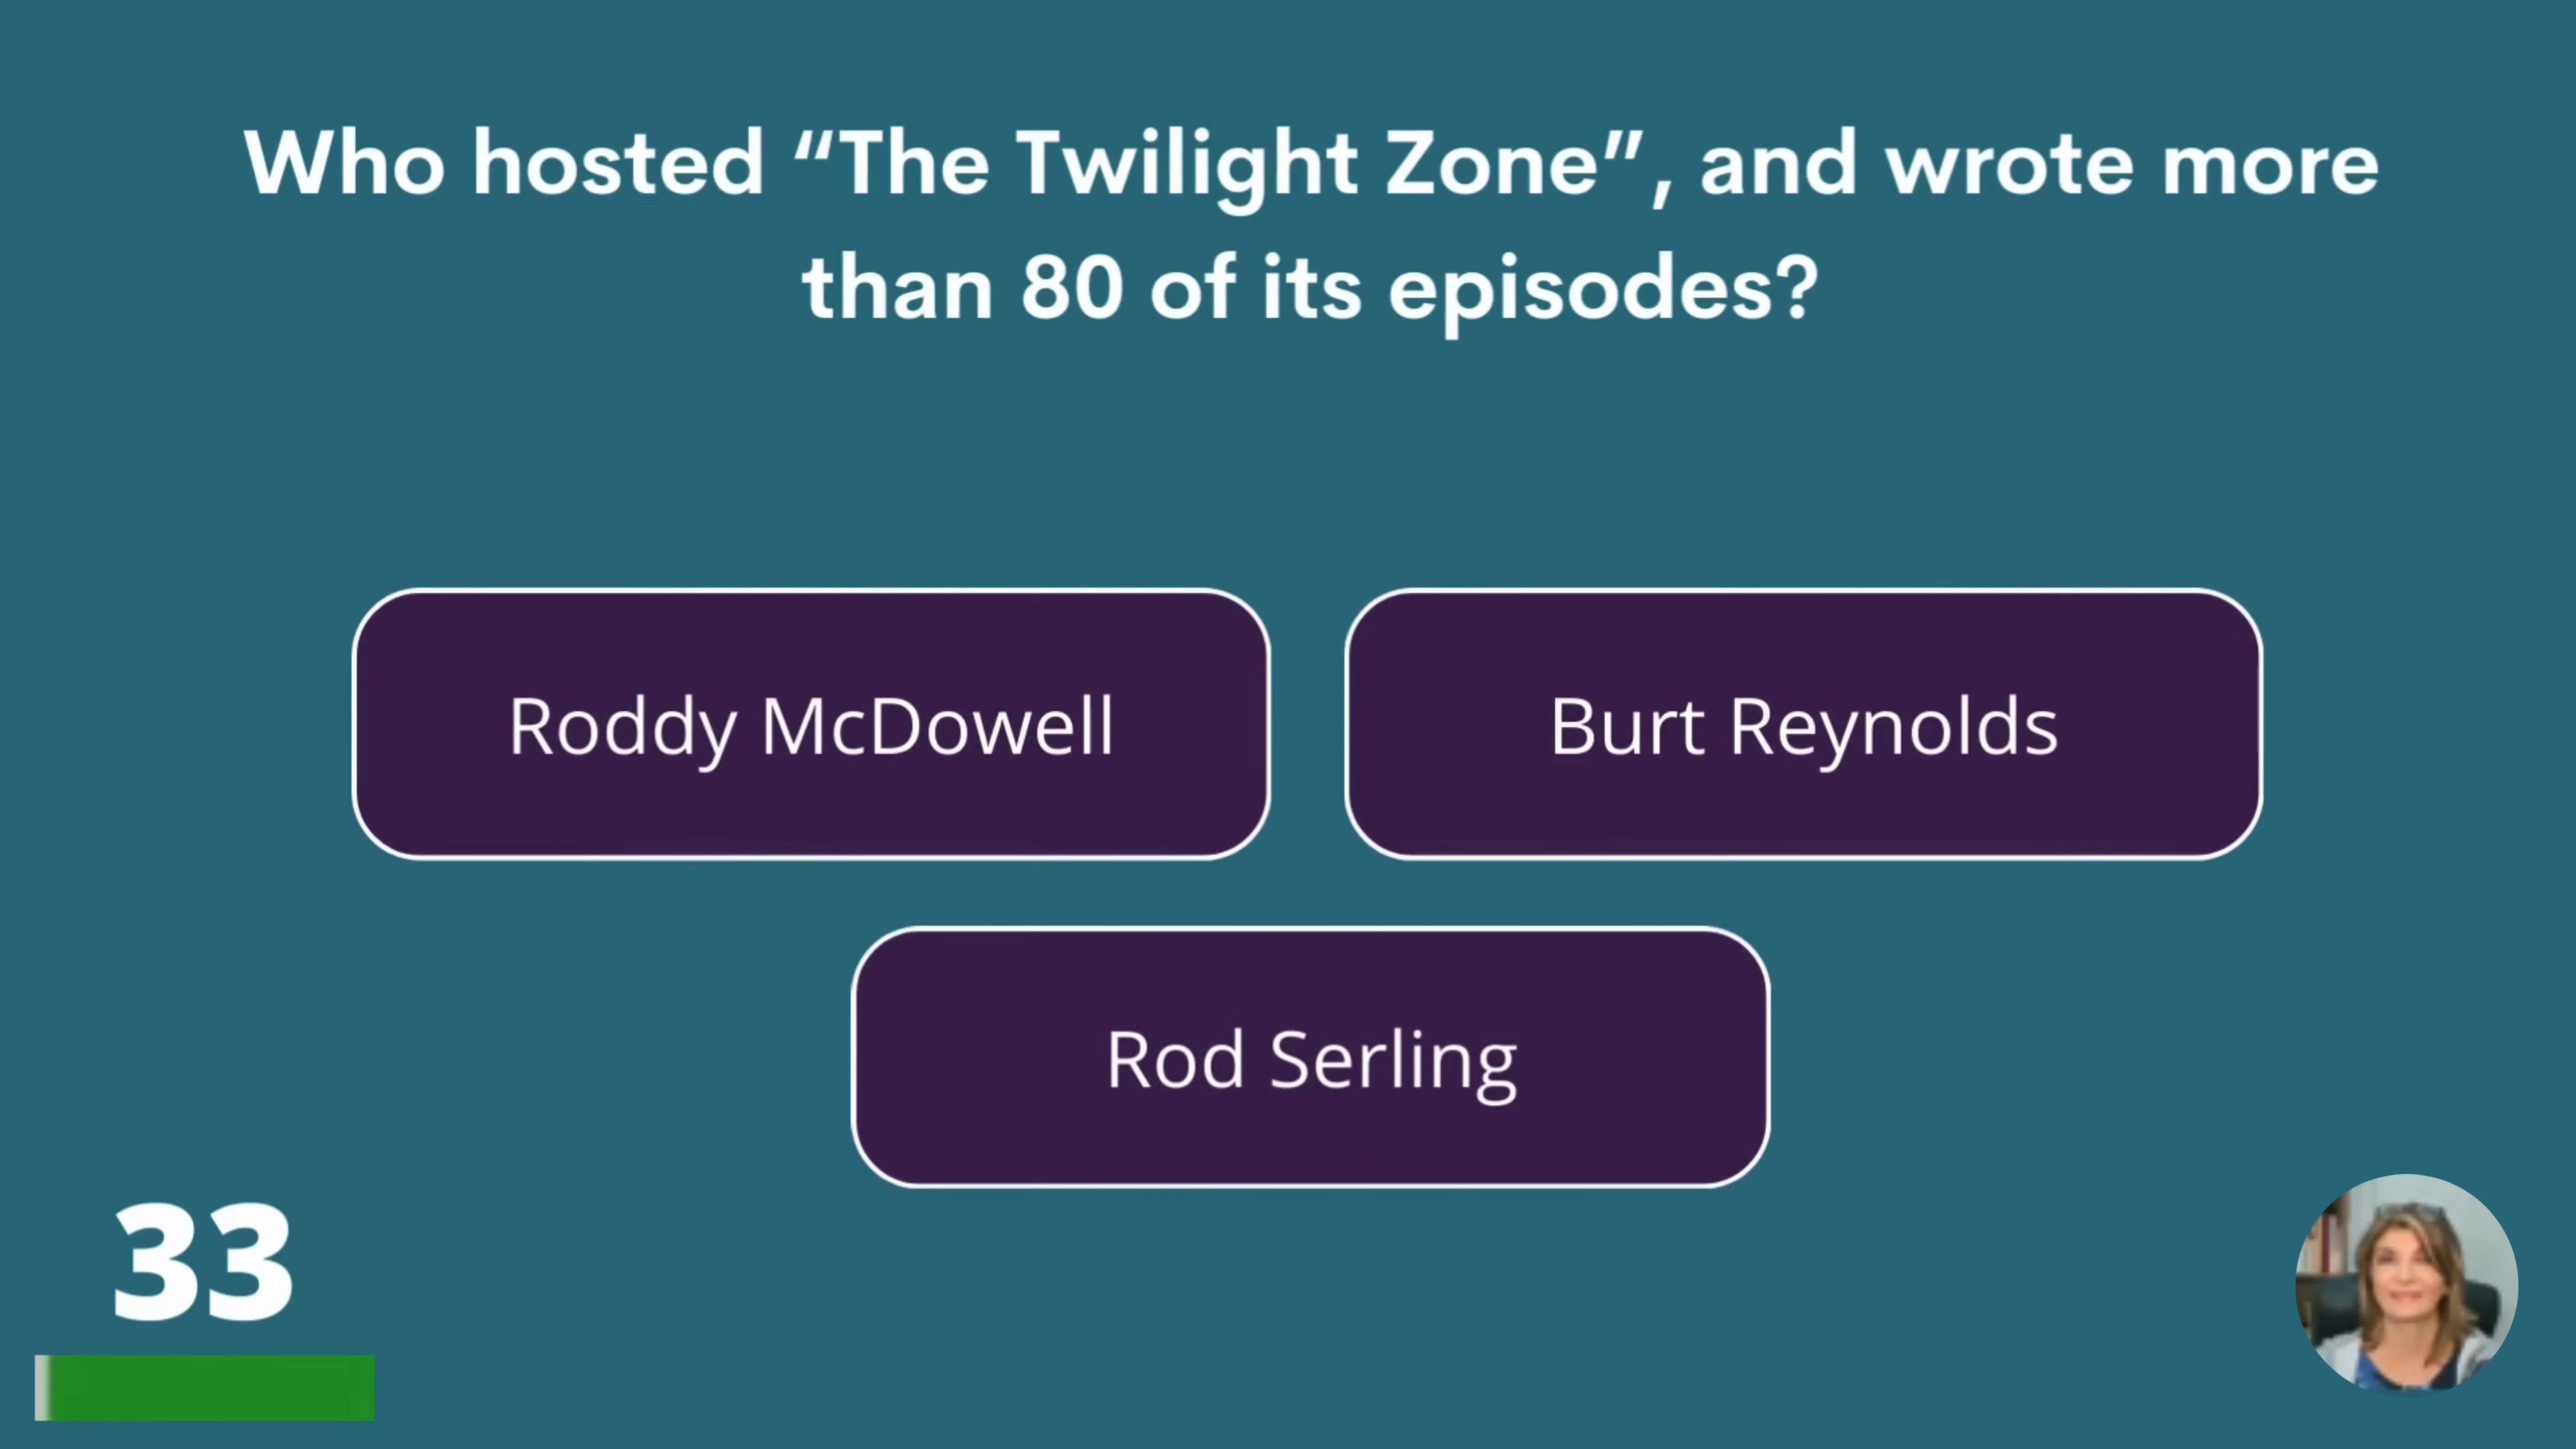 Who hosted “The Twilight Zone”, and wrote more
than 80 of its episodes?
Roddy McDowell
Burt Reynolds
Rod Serling
33